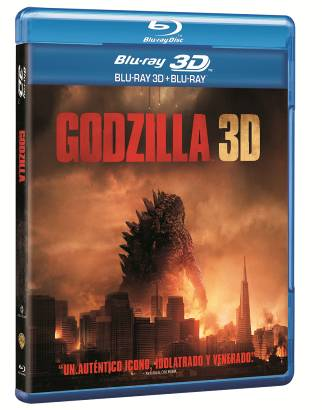 Blu-ray Disc
Blu-ray 3D
BLU-RAY 3D + BLU-RAY
GODZILLA 3D
"UN AUTÉNTICO ICONO, IDOLATRADO Y VENERADO"
GODZILLA